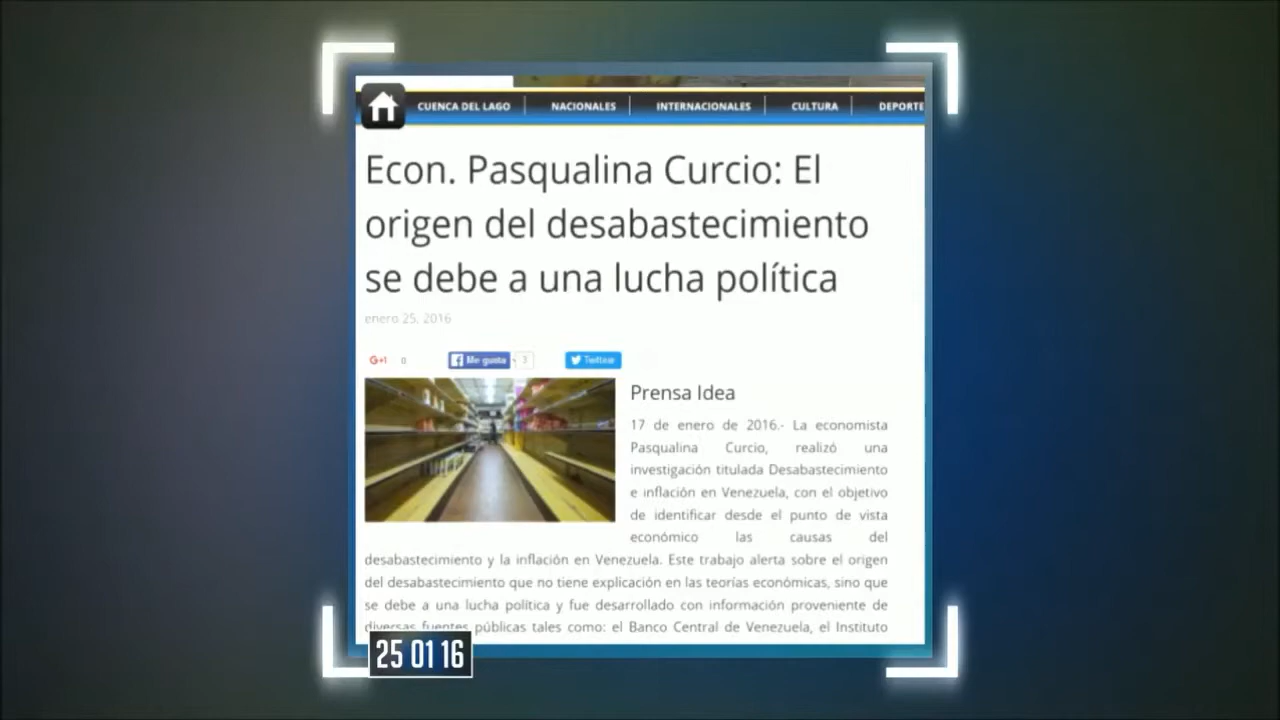 CUENCA DEL LAGO NACIONALES INTERNACIONALES CULTURA DEPORTE
Econ. Pasqualina Curcio: El
origen del desabastecimiento
se debe a una lucha política
enero 25, 2016
G+1 0 Me gusta 3 Twittear
Prensa Idea
17 de enero de 2016.- La economista
Pasqualina Curcio, realizó una
investigación titulada Desabastecimiento
e inflación en Venezuela, con el objetivo
de identificar desde el punto de vista
económico las causas del
desabastecimiento y la inflación en Venezuela. Este trabajo alerta sobre el origen
del desabastecimiento que no tiene explicación en las teorías económicas, sino que
se debe a una lucha política y fue desarrollado con información proveniente de
diversas fuentes públicas tales como: el Banco Central de Venezuela, el Instituto
25 01 16